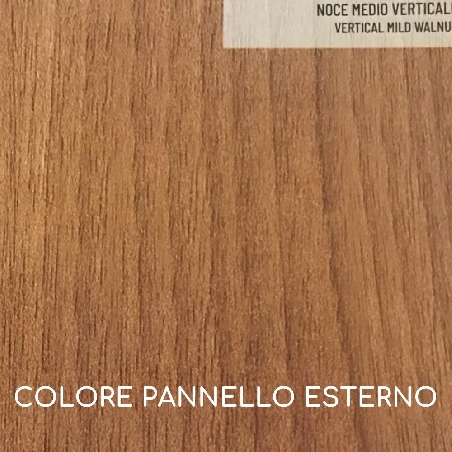 NOCE MEDIO VERTICAL
VERTICAL MILD WALNU
COLORE PANNELLO ESTERNO